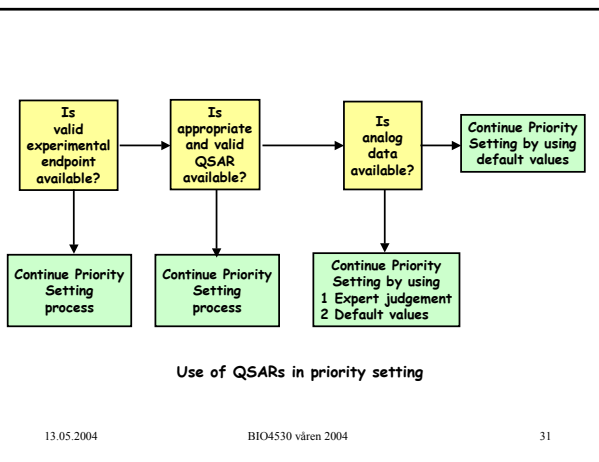 Is
valid
experimental
endpoint
available?
Is
appropriate
and valid
QSAR
available?
Is
analog
data
available?
Continue Priority
Setting by using
default values
Continue Priority
Setting
process
Continue Priority
Setting
process
Continue Priority
Setting by using
1 Expert judgement
2 Default values
Use of QSARs in priority setting
13.05.2004
BIO4530 våren 2004
31